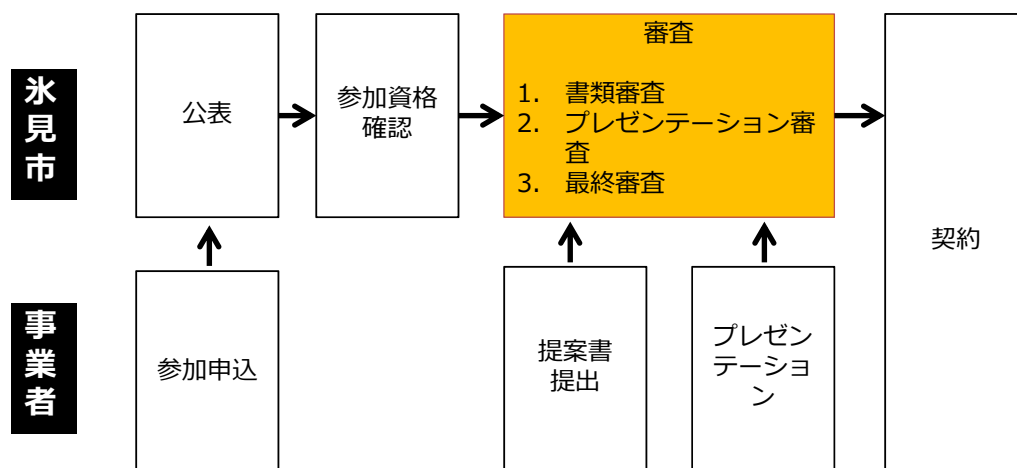 氷見市
公表
参加資格
確認
審査
1. 書類審査
2. プレゼンテーション審
査
3. 最終審査
契約
事業者
参加申込
提案書
提出
プレゼン
テーショ
ン